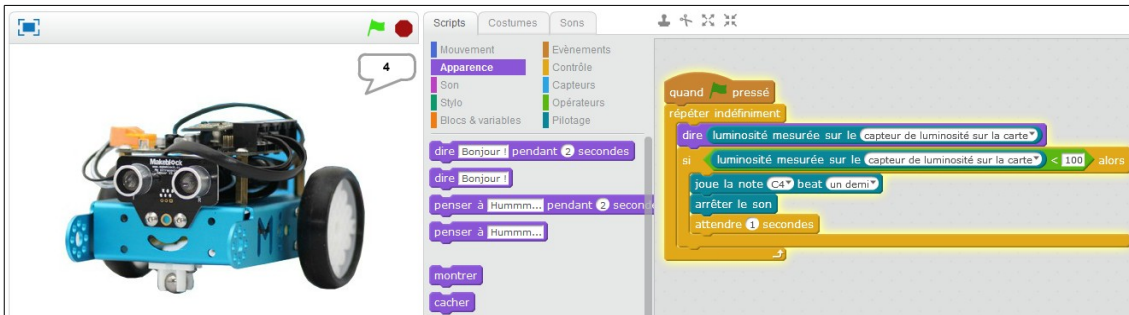 4
Makeblock
Scripts Costumes Sons
Mouvement Evènements
Apparence Contrôle
Son Capteurs
Stylo Opérateurs
Blocs & variables Pilotage
dire Bonjour ! pendant 2 secondes
dire Bonjour !
penser à Hummm... pendant 2 second
penser à Hummm...
montrer
cacher
quand pressé
répéter indéfiniment
dire luminosité mesurée sur le capteur de luminosité sur la carte
si luminosité mesurée sur le capteur de luminosité sur la carte < 100 alors
joue la note C4 beat un demi
arrêter le son
attendre 1 secondes